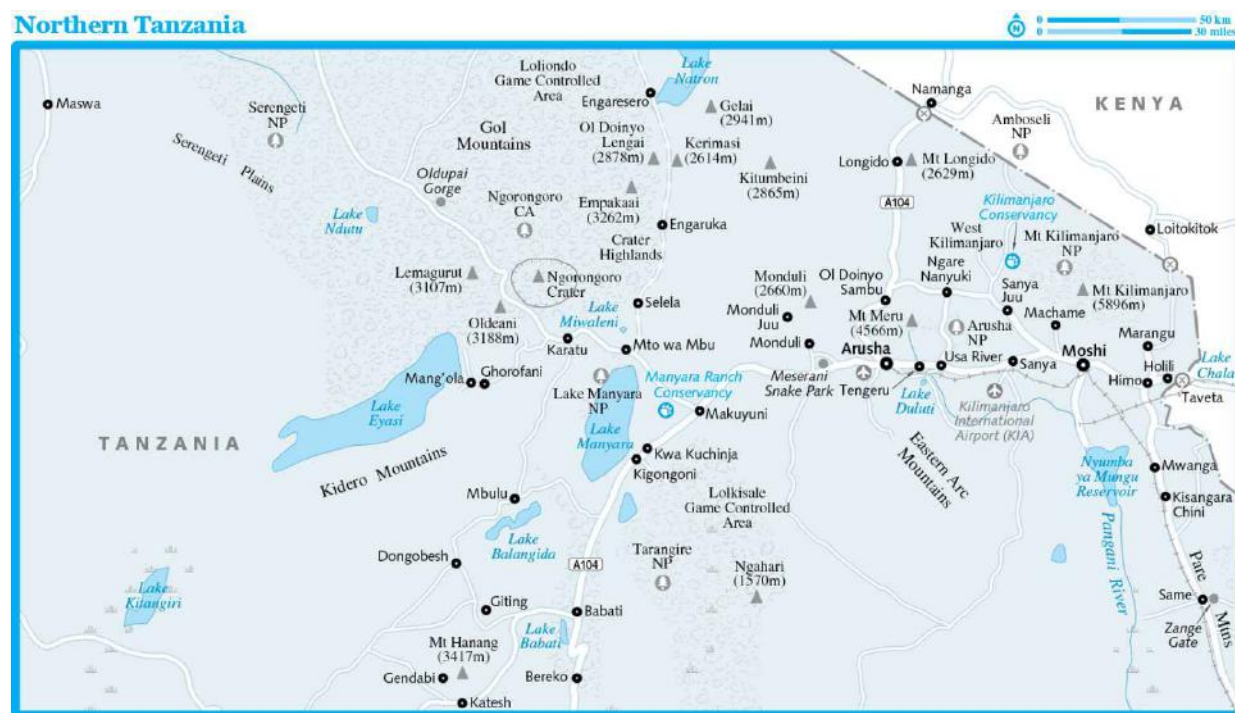 Northern Tanzania
N
0
50 km
0
30 miles
Maswa
Serengeti
NP
Serengeti Plains
Loliondo
Game Controlled
Area
Engaresero
Lake
Natron
Gelai
(2941m)
Gol
Mountains
Ol Doinyo
Lengai
(2878m)
Kerimasi
(2614m)
Kitumbeini
(2865m)
Namanga
KENYA
Amboseli
NP
Longido
Mt Longido
(2629m)
A104
Oldupai
Gorge
Ngorongoro
CA
Empakaai
(3262m)
Engaruka
Crater
Highlands
Lake
Ndutu
Kilimanjaro
Conservancy
West
Kilimanjaro
Mt Kilimanjaro
NP
Loitokitok
Lemagurut
(3107m)
Ngorongoro
Crater
Oldeani
(3188m)
Lake
Miwaleni
Selela
Monduli
(2660m)
Monduli
Juu
Monduli
Ol Doinyo
Sambu
Ngare
Nanyuki
Sanya
Juu
Mt Kilimanjaro
(5896m)
Machame
Mt Meru
(4566m)
Arusha
NP
Marangu
Karatu
Mto wa Mbu
Arusha
Usa River
Sanya
Moshi
Lake
Chala
Holili
Himo
Taveta
Mang'ola
Ghorofani
Lake Manyara
NP
Manyara Ranch
Conservancy
Meserani
Snake Park
Tengeru
Lake
Duluti
Kilimanjaro
International
Airport (KIA)
Lake
Eyasi
Lake
Manyara
Makuyuni
TANZANIA
Kidero Mountains
Kwa Kuchinja
Kigongoni
Eastern Arc
Mountains
Nyumba
ya Mungu
Reservoir
Mwanga
Kisangara
Chini
Mbulu
Lake
Balangida
Lolkisale
Game Controlled
Area
Pangani River
Dongobesh
A104
Tarangire
NP
Ngahari
(1570m)
Pare Mtns
Lake
Kitangiri
Giting
Babati
Same
Zange
Gate
Lake
Babati
Mt Hanang
(3417m)
Gendabi
Bereko
Katesh